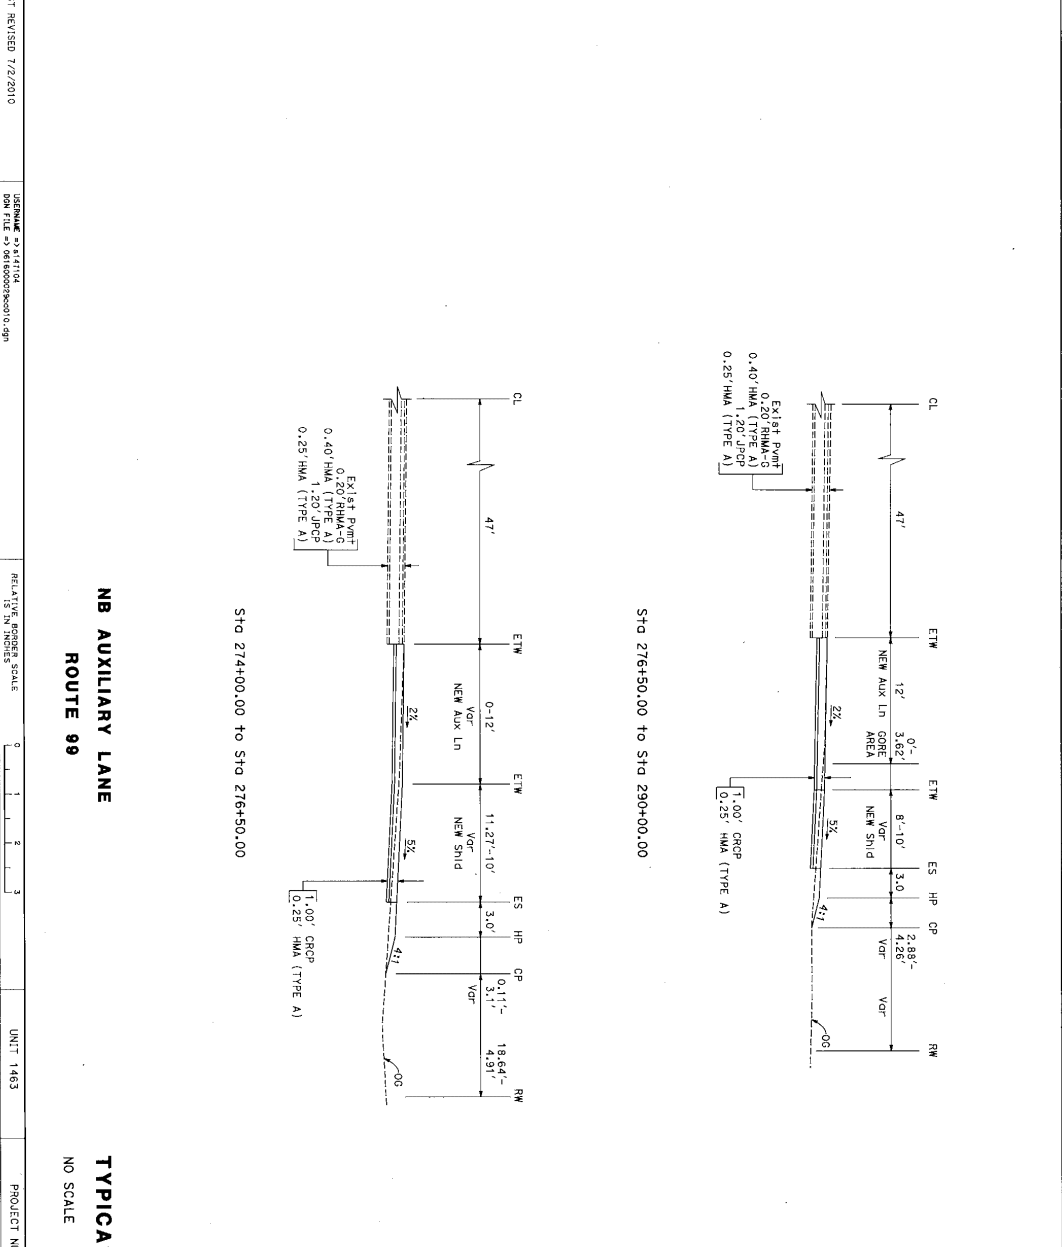 CL
47'
ETW
12'
NEW Aux Ln
0'-
3.62'
GORE
AREA
ETW
8'-10'
Var
NEW Shld
ES
3.0
HP
CP
2.88'-
4.26'
Var
Var
RW
2%
5%
4:1
OG
Exist Pvmt
0.20'RHMA-G
0.40'HMA (TYPE A)
1.20'JPCP
0.25'HMA (TYPE A)
1.00' CRCP
0.25' HMA (TYPE A)
Sta 276+50.00 to Sta 290+00.00
CL
47'
ETW
0-12'
Var
NEW Aux Ln
ETW
11.27'-10'
Var
NEW Shld
ES
3.0'
HP
CP
0.11'-
3.1'
Var
18.64'-
4.91'
RW
2%
5%
4:1
OG
Exist Pvmt
0.20'RHMA-G
0.40'HMA (TYPE A)
1.20'JPCP
0.25'HMA (TYPE A)
1.00' CRCP
0.25' HMA (TYPE A)
Sta 274+00.00 to Sta 276+50.00
NB AUXILIARY LANE
ROUTE 99
TYPICA
NO SCALE
ST REVISED 7/2/2010
USERNAME => s141104
DGN FILE => 0616000029cc010.dgn
RELATIVE BORDER SCALE
IS IN INCHES
0 1 2 3
UNIT 1463
PROJECT N